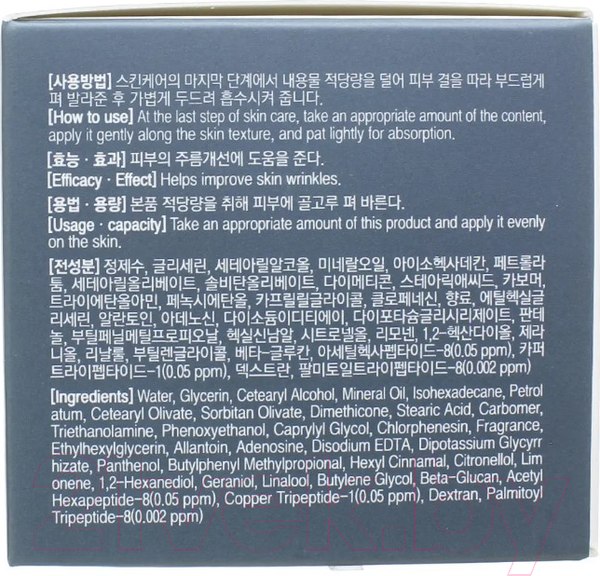 [사용방법] 스킨케어의 마지막 단계에서 내용물 적당량을 덜어 피부 결을 따라 부드럽게
펴 발라준 후 가볍게 두드려 흡수시켜 줍니다.
[How to use] At the last step of skin care, take an appropriate amount of the content,
apply it gently along the skin texture, and pat lightly for absorption.
[효능 · 효과] 피부의 주름개선에 도움을 준다.
[Efficacy · Effect] Helps improve skin wrinkles.
[용법 · 용량] 본품 적당량을 취해 피부에 골고루 펴 바른다.
[Usage · capacity] Take an appropriate amount of this product and apply it evenly
on the skin.
[전성분] 정제수, 글리세린, 세테아릴알코올, 미네랄오일, 아이소헥사데칸, 페트롤라
툼, 세테아릴올리베이트, 솔비탄올리베이트, 다이메티콘, 스테아릭애씨드, 카보머,
트라이에탄올아민, 페녹시에탄올, 카프릴릴글라이콜, 클로페네신, 향료, 에틸헥실글
리세린, 알란토인, 아데노신, 다이소듐이디티에이, 다이포타슘글리시리제이트, 판테
놀, 부틸페닐메틸프로피오날, 헥실신남알, 시트로넬올, 리모넨, 1,2-헥산다이올, 제라
니올, 리날룰, 부틸렌글라이콜, 베타-글루칸, 아세틸헥사펩타이드-8(0.05 ppm), 카퍼
트라이펩타이드-1(0.05 ppm), 덱스트란, 팔미토일트라이펩타이드-8(0.002 ppm)
[Ingredients] Water, Glycerin, Cetearyl Alcohol, Mineral Oil, Isohexadecane, Petrol
atum, Cetearyl Olivate, Sorbitan Olivate, Dimethicone, Stearic Acid, Carbomer,
Triethanolamine, Phenoxyethanol, Caprylyl Glycol, Chlorphenesin, Fragrance,
Ethylhexylglycerin, Allantoin, Adenosine, Disodium EDTA, Dipotassium Glycyrr
hizate, Panthenol, Butylphenyl Methylpropional, Hexyl Cinnamal, Citronellol, Lim
onene, 1,2-Hexanediol, Geraniol, Linalool, Butylene Glycol, Beta-Glucan, Acetyl
Hexapeptide-8(0.05 ppm), Copper Tripeptide-1(0.05 ppm), Dextran, Palmitoyl
Tripeptide-8(0.002 ppm)